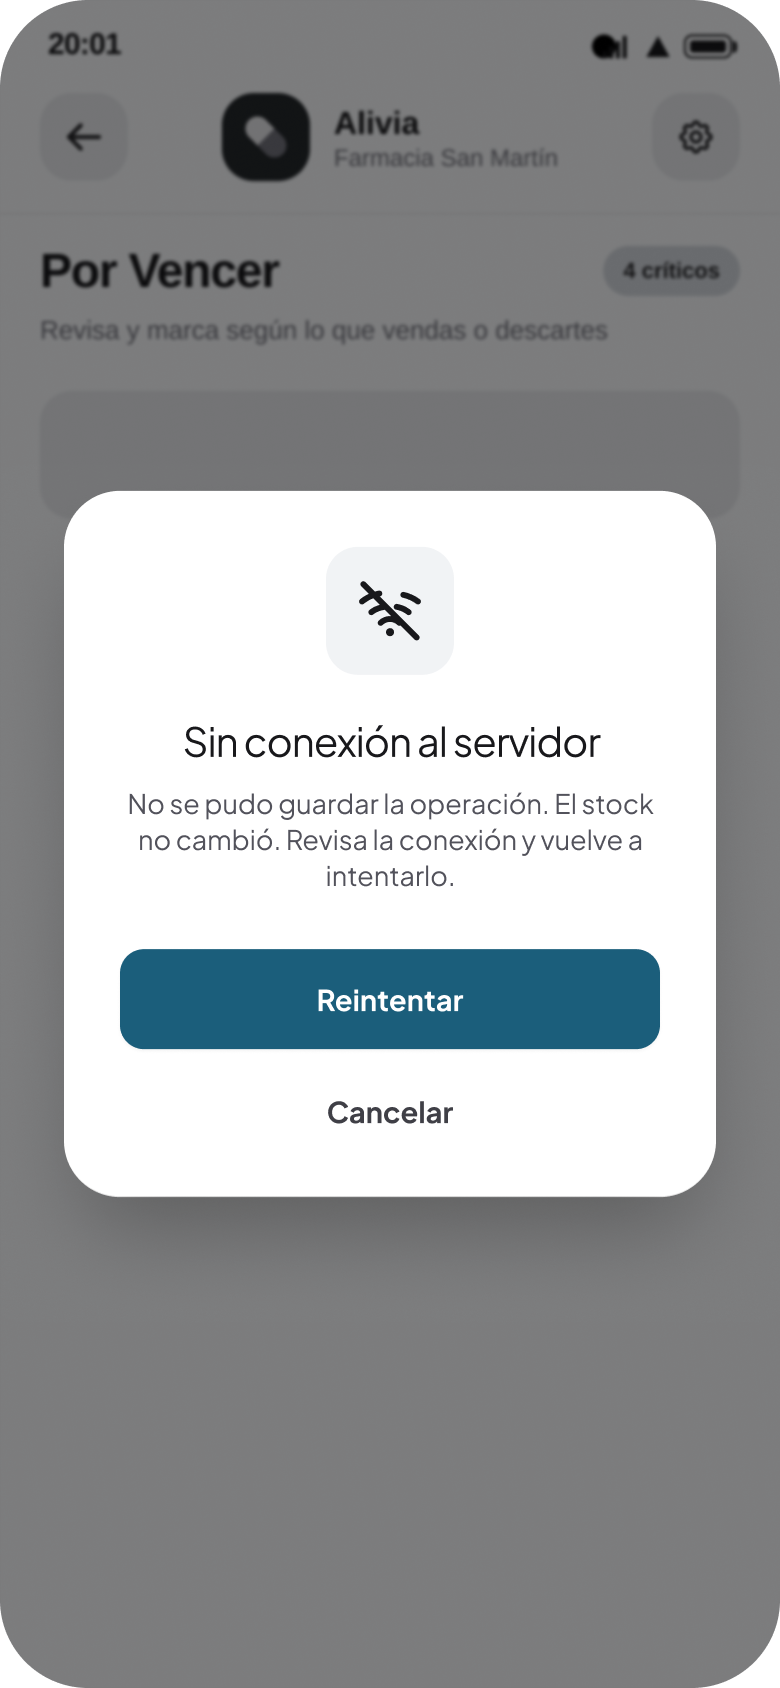 20:01
Alivia
Farmacia San Martín
Por Vencer
4 críticos
Revisa y marca según lo que vendas o descartes
Sin conexión al servidor
No se pudo guardar la operación. El stock
no cambió. Revisa la conexión y vuelve a
intentarlo.
Reintentar
Cancelar